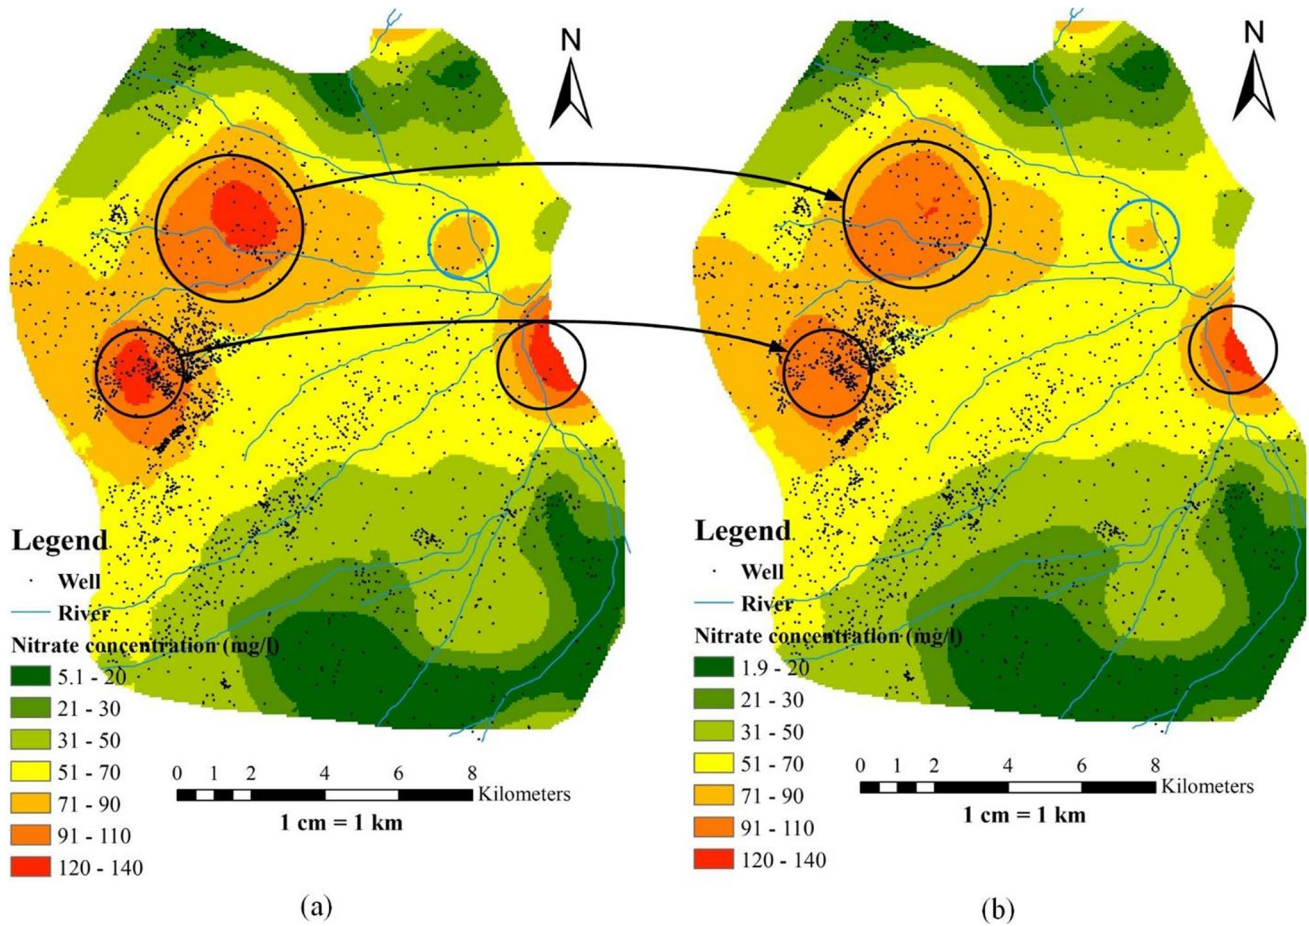 N
Legend
Well
River
Nitrate concentration (mg/l)
5.1 - 20
21 - 30
31 - 50
51 - 70
71 - 90
91 - 110
120 - 140
0 1 2 4 6 8
Kilometers
1 cm = 1 km
(a)
N
Legend
Well
River
Nitrate concentration (mg/l)
1.9 - 20
21 - 30
31 - 50
51 - 70
71 - 90
91 - 110
120 - 140
0 1 2 4 6 8
Kilometers
1 cm = 1 km
(b)